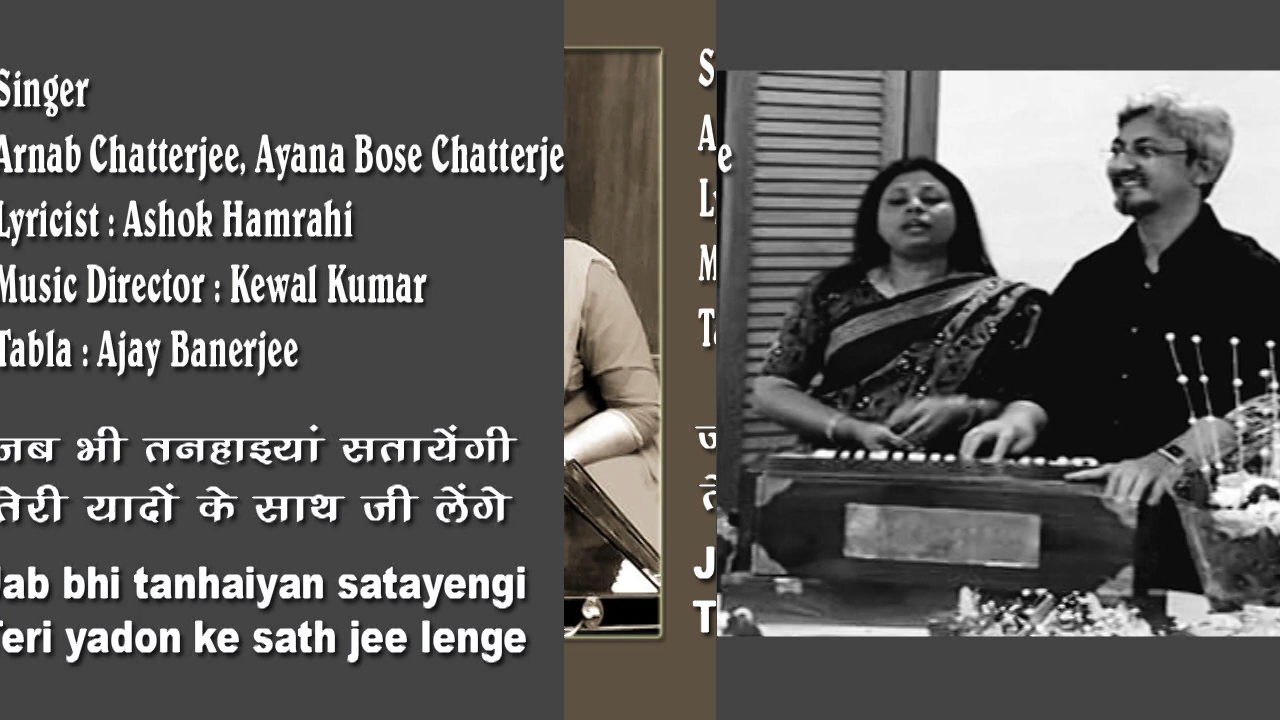 Singer
Arnab Chatterjee, Ayana Bose Chatterje
Lyricist : Ashok Hamrahi
Music Director : Kewal Kumar
Tabla : Ajay Banerjee
जब भी तनहाइयां सतायेंगी
तेरी यादों के साथ जी लेंगे
Jab bhi tanhaiyan satayengi
Teri yadon ke sath jee lenge